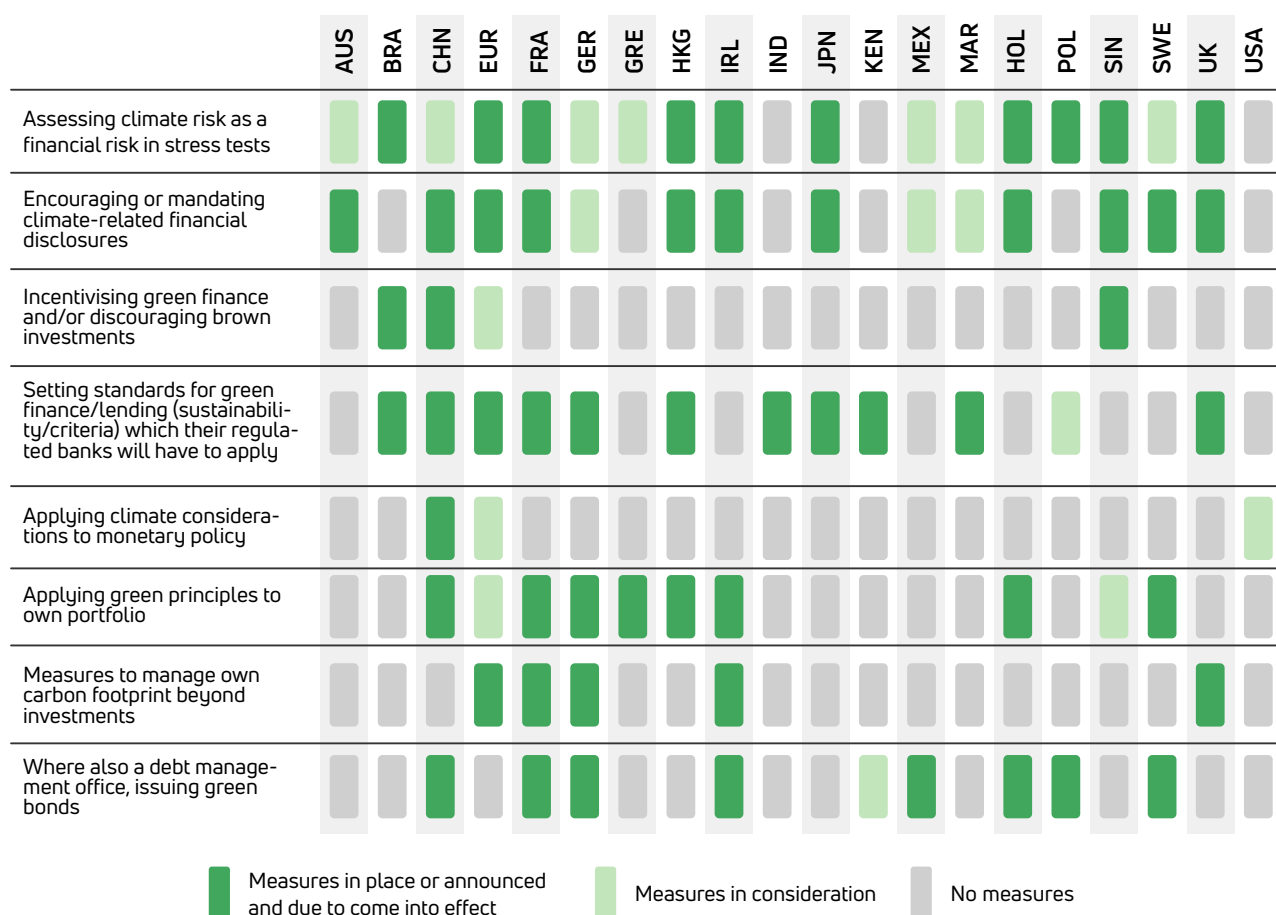 AUS BRA CHN EUR FRA GER GRE HKG IRL IND JPN KEN MEX MAR HOL POL SIN SWE UK USA
Assessing climate risk as a
financial risk in stress tests
Encouraging or mandating
climate-related financial
disclosures
Incentivising green finance
and/or discouraging brown
investments
Setting standards for green
finance/lending (sustainabili-
ty/criteria) which their regula-
ted banks will have to apply
Applying climate considera-
tions to monetary policy
Applying green principles to
own portfolio
Measures to manage own
carbon footprint beyond
investments
Where also a debt manage-
ment office, issuing green
bonds
Measures in place or announced
and due to come into effect
Measures in consideration
No measures